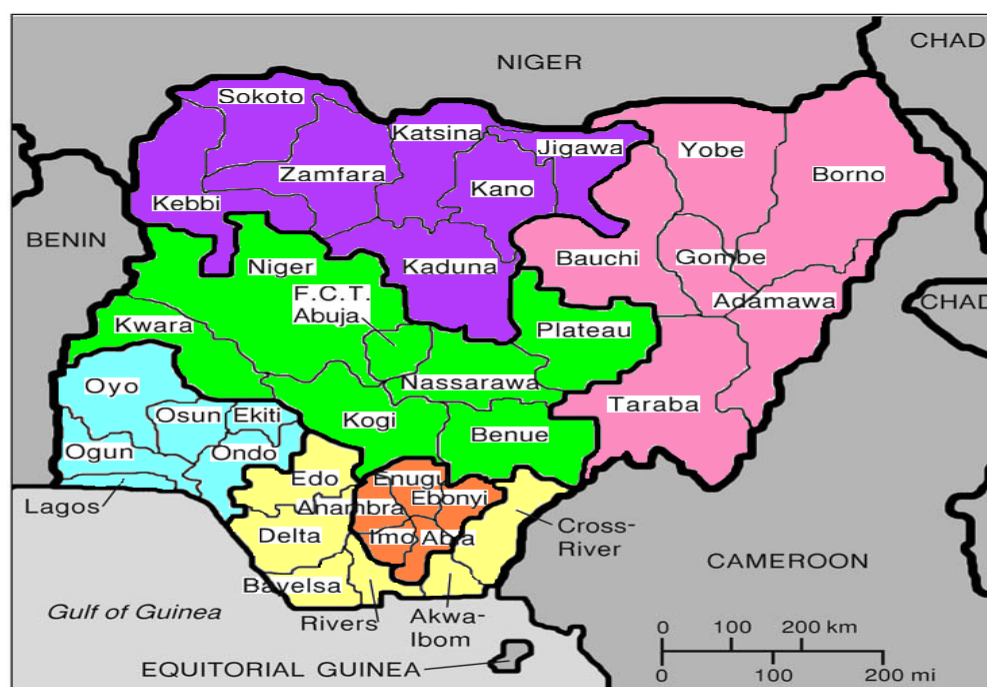 CHAD
NIGER
Sokoto
Katsina
Jigawa
Yobe
Zamfara
Kano
Borno
Kebbi
BENIN
Niger
Kaduna
Bauchi
Gombe
F.C.T.
Abuja
Adamawa
CHAD
Kwara
Plateau
Oyo
Nassarawa
Taraba
Osun
Ekiti
Kogi
Benue
Ogun
Ondo
Edo
Enugu
Ebonyi
Lagos
Anambra
Cross-
River
Delta
Imo
Abia
CAMEROON
Bayelsa
Gulf of Guinea
Rivers
Akwa-
Ibom
EQUITORIAL GUINEA
0 100 200 km
0 100 200 mi